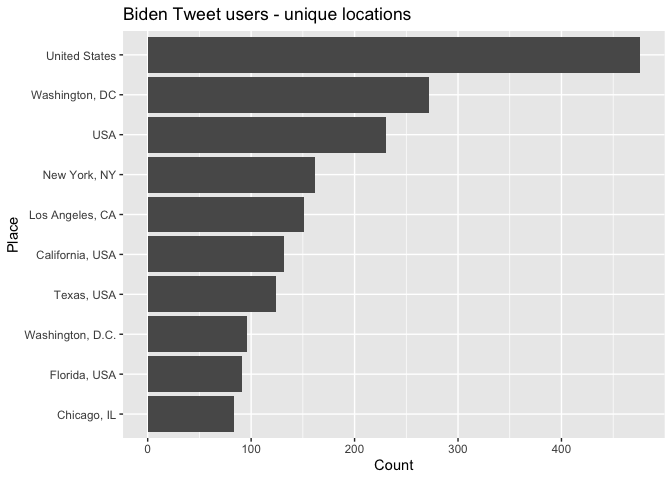 Biden Tweet users - unique locations
United States
Washington, DC
USA
New York, NY
Los Angeles, CA
California, USA
Texas, USA
Washington, D.C.
Florida, USA
Chicago, IL
Place
0 100 200 300 400
Count